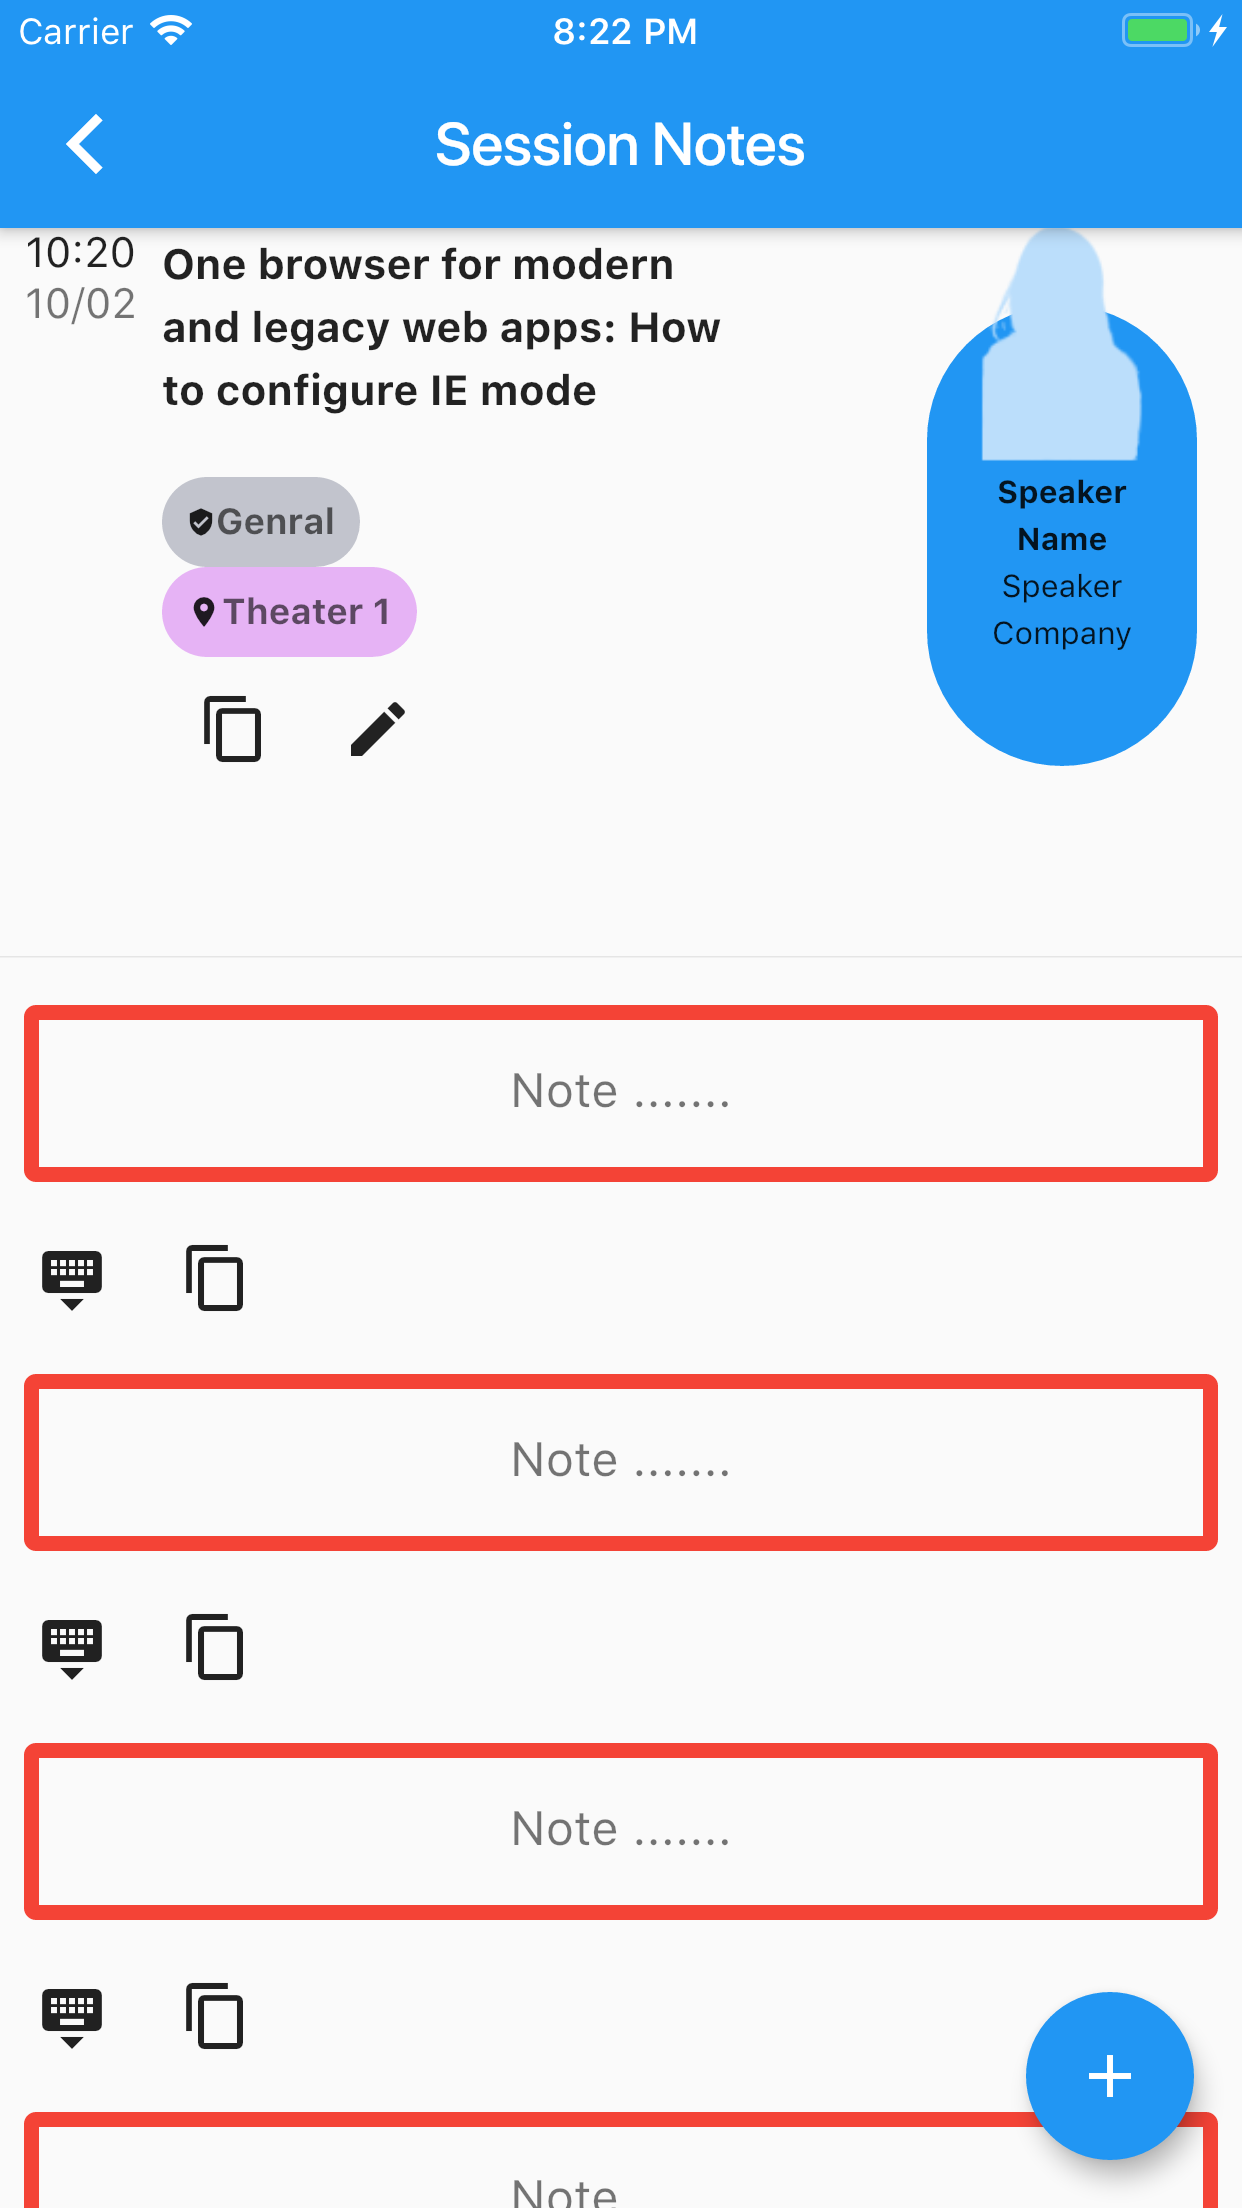 Carrier 8:22 PM
Session Notes
10:20
10/02
One browser for modern
and legacy web apps: How
to configure IE mode
Genral
Theater 1
Speaker
Name
Speaker
Company
Note .......
Note .......
Note .......
Note